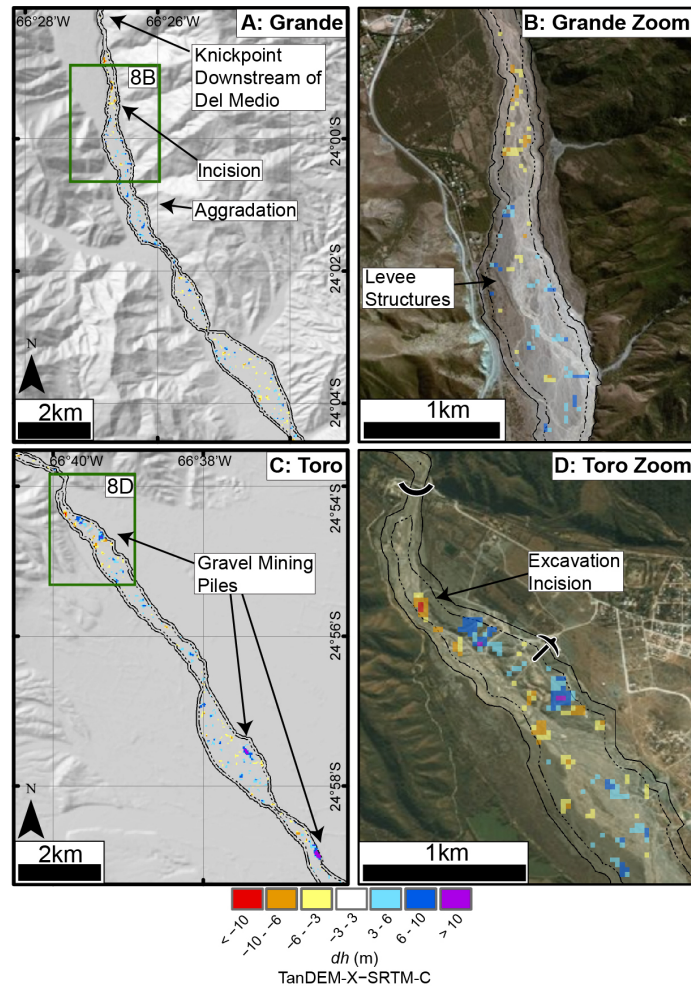 66°28'W
66°26'W
A: Grande
Knickpoint
Downstream of
Del Medio
8B
24°00'S
Incision
Aggradation
24°02'S
N
2km
24°04'S
B: Grande Zoom
Levee
Structures
1km
66°40'W
66°38'W
C: Toro
8D
24°54'S
Gravel Mining
Piles
24°56'S
24°58'S
N
2km
D: Toro Zoom
Excavation
Incision
1km
< −10
−10 - −6
−6 - −3
−3 - 3
3 - 6
6 - 10
> 10
dh (m)
TanDEM-X−SRTM-C